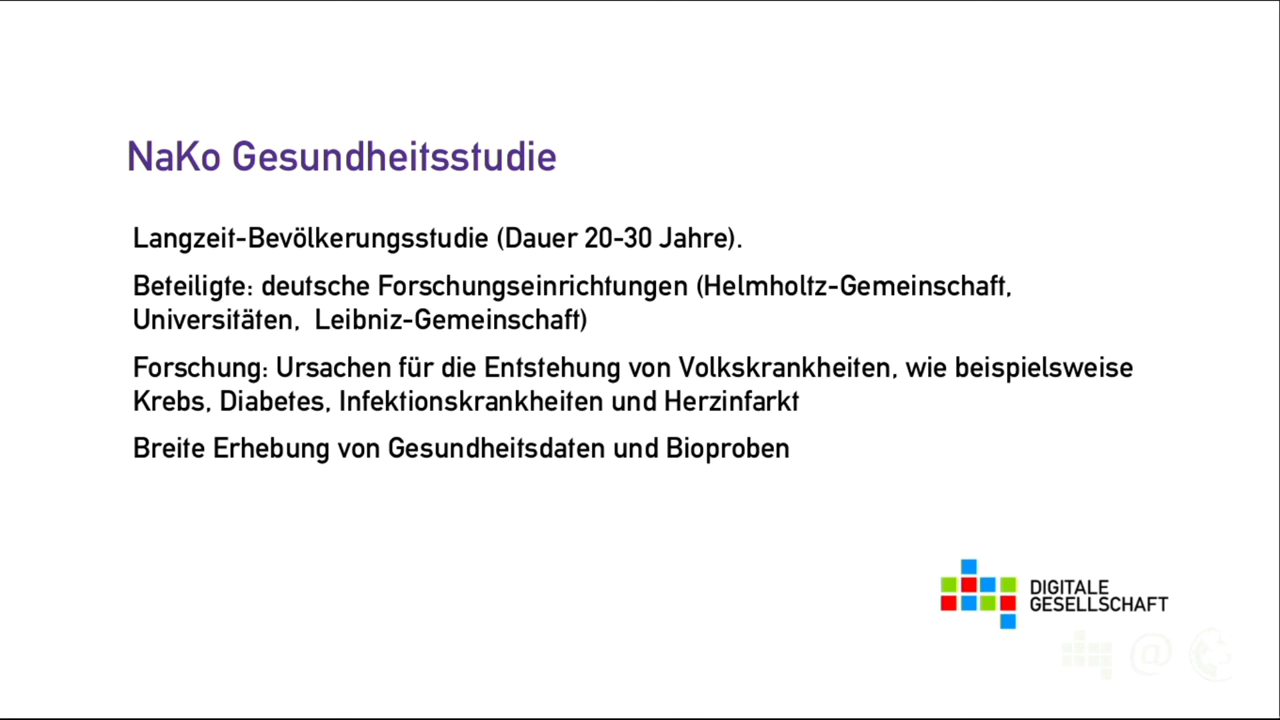 NaKo Gesundheitsstudie
Langzeit-Bevölkerungsstudie (Dauer 20-30 Jahre).
Beteiligte: deutsche Forschungseinrichtungen (Helmholtz-Gemeinschaft,
Universitäten, Leibniz-Gemeinschaft)
Forschung: Ursachen für die Entstehung von Volkskrankheiten, wie beispielsweise
Krebs, Diabetes, Infektionskrankheiten und Herzinfarkt
Breite Erhebung von Gesundheitsdaten und Bioproben
DIGITALE
GESELLSCHAFT
@